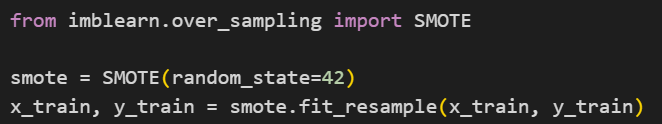 from imblearn.over_sampling import SMOTE
smote = SMOTE(random_state=42)
x_train, y_train = smote.fit_resample(x_train, y_train)